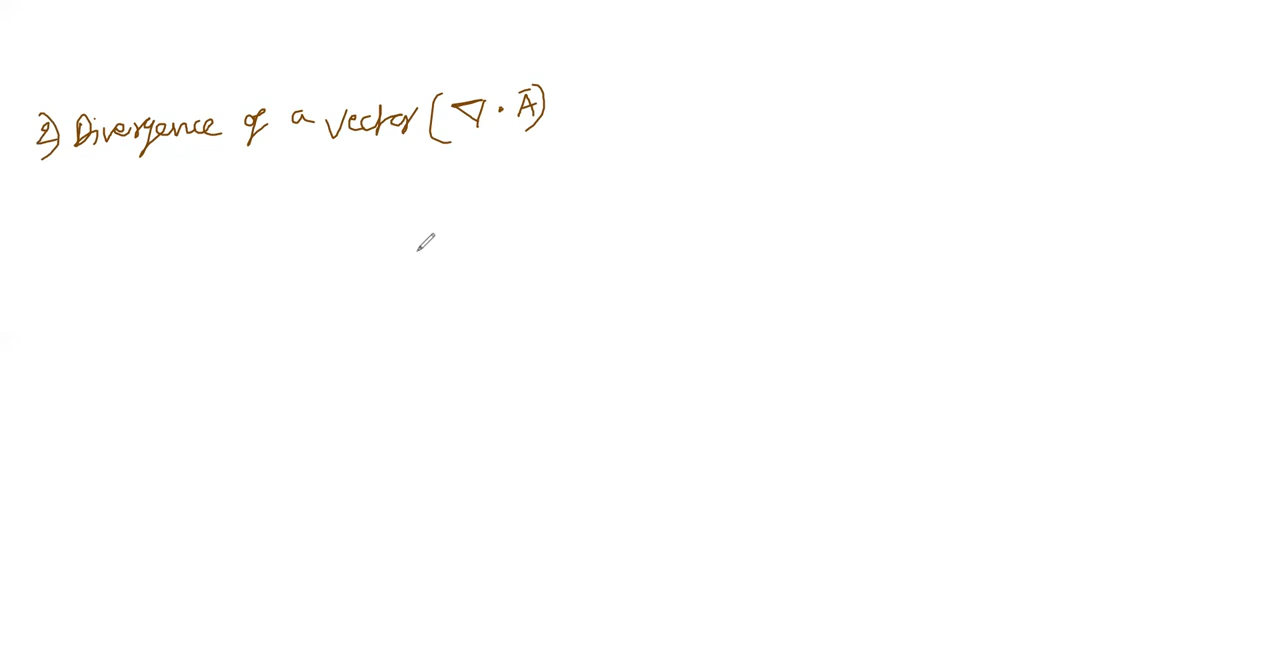 2) Divergence of a vector (∇ · Ā)